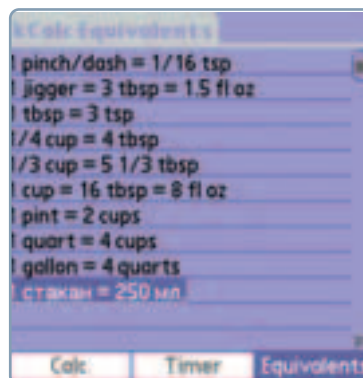 kCalc Equivalents
1 pinch/dash = 1/16 tsp
1 jigger = 3 tbsp = 1.5 fl oz
1 tbsp = 3 tsp
1/4 cup = 4 tbsp
1/3 cup = 5 1/3 tbsp
1 cup = 16 tbsp = 8 fl oz
1 pint = 2 cups
1 quart = 4 cups
1 gallon = 4 quarts
1 стакан = 250 мл
Calc Timer Equivalents